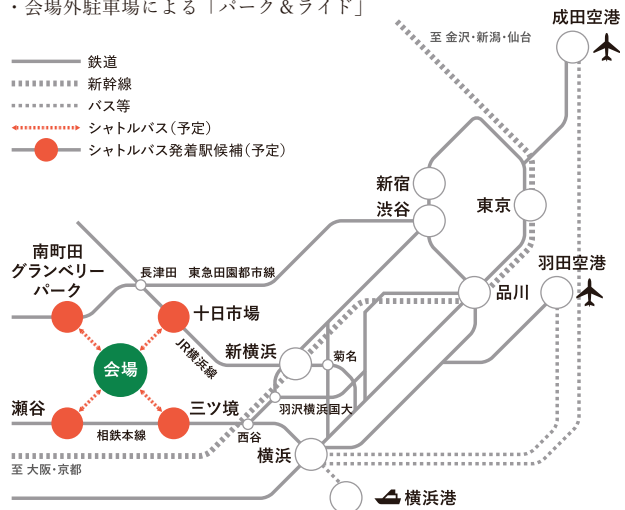 ・会場外駐車場による「パーク&ライド」
鉄道
新幹線
バス等
シャトルバス(予定)
シャトルバス発着駅候補(予定)
至 金沢・新潟・仙台
成田空港
新宿
渋谷
東京
羽田空港
品川
南町田
グランベリー
パーク
長津田
東急田園都市線
十日市場
JR横浜線
新横浜
菊名
会場
羽沢横浜国大
瀬谷
三ツ境
相鉄本線
西谷
横浜
至 大阪・京都
横浜港